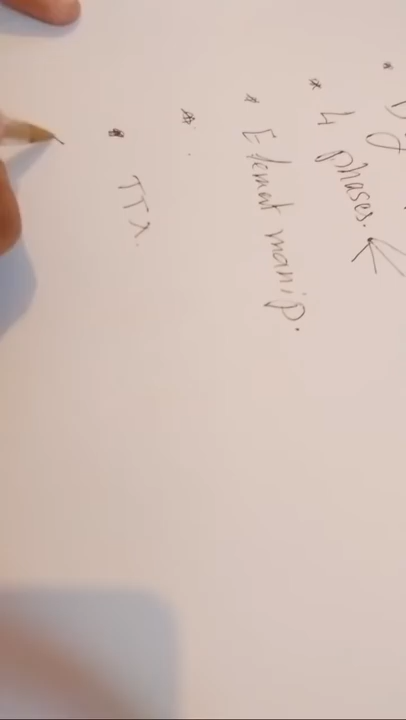 * 4 phases.
* Element manip.
*
* TTX.